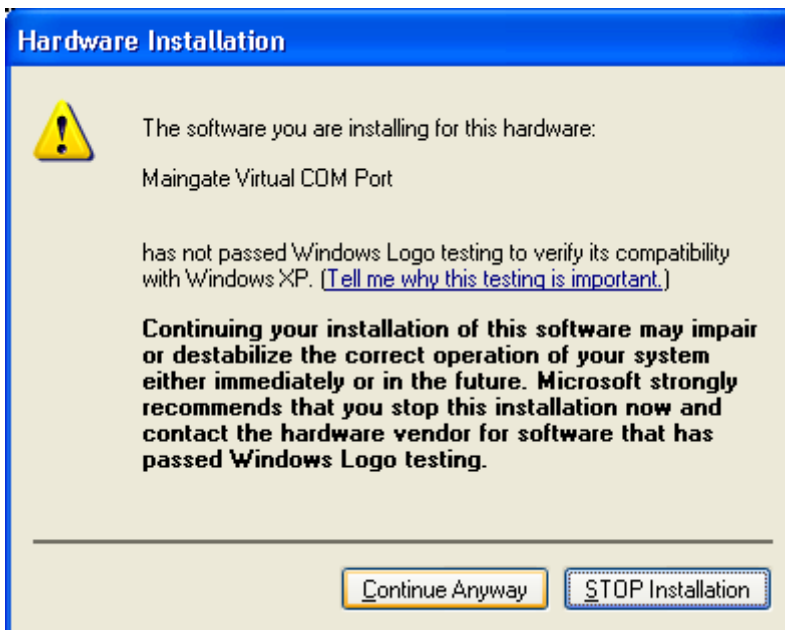 Hardware Installation
The software you are installing for this hardware:
Maingate Virtual COM Port
has not passed Windows Logo testing to verify its compatibility
with Windows XP. (Tell me why this testing is important.)
Continuing your installation of this software may impair
or destabilize the correct operation of your system
either immediately or in the future. Microsoft strongly
recommends that you stop this installation now and
contact the hardware vendor for software that has
passed Windows Logo testing.
Continue Anyway
STOP Installation